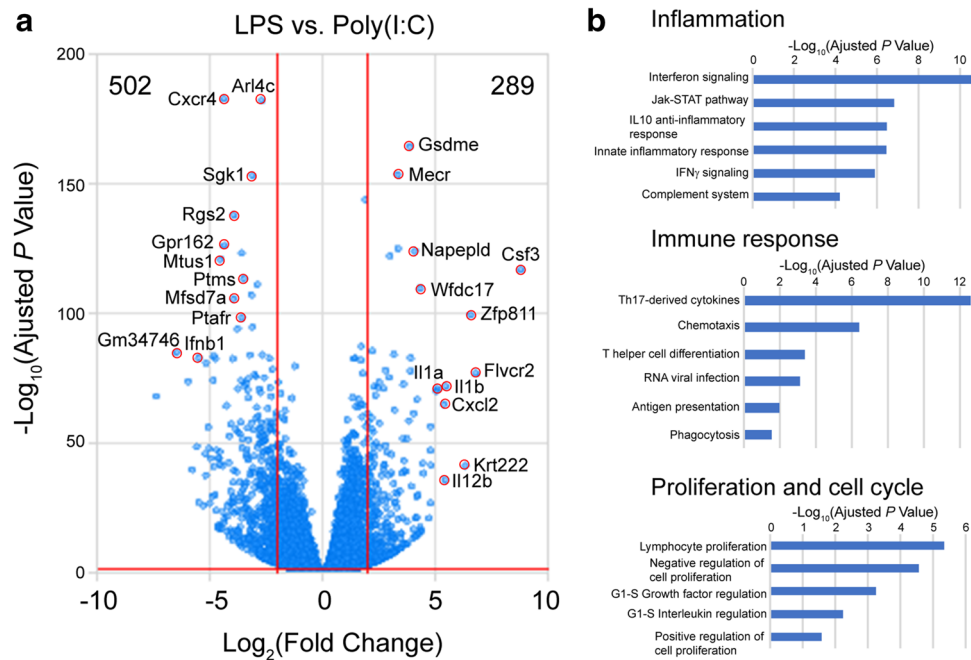 a
LPS vs. Poly(I:C)
200
150
100
50
0
-10
-5
0
5
10
-Log10(Ajusted P Value)
Log2(Fold Change)
502
289
Cxcr4
Arl4c
Sgk1
Rgs2
Gpr162
Mtus1
Ptms
Mfsd7a
Ptafr
Gm34746
Ifnb1
Gsdme
Mecr
Napepld
Csf3
Wfdc17
Zfp811
Flvcr2
Il1a
Il1b
Cxcl2
Krt222
Il12b
b
Inflammation
-Log10(Ajusted P Value)
0 2 4 6 8 10
Interferon signaling
Jak-STAT pathway
IL10 anti-inflammatory
response
Innate inflammatory response
IFNγ signaling
Complement system
Immune response
-Log10(Ajusted P Value)
0 2 4 6 8 10 12
Th17-derived cytokines
Chemotaxis
T helper cell differentiation
RNA viral infection
Antigen presentation
Phagocytosis
Proliferation and cell cycle
-Log10(Ajusted P Value)
0 1 2 3 4 5 6
Lymphocyte proliferation
Negative regulation of
cell proliferation
G1-S Growth factor regulation
G1-S Interleukin regulation
Positive regulation of
cell proliferation